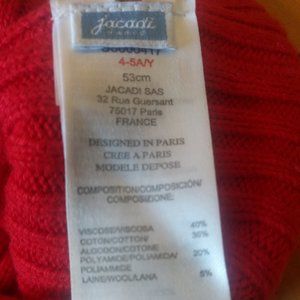 jacadi
PARIS
4-5A/Y
53cm
JACADI SAS
32 Rue Guersant
75017 Paris
FRANCE
DESIGNED IN PARIS
CREE A PARIS
MODELE DEPOSE
COMPOSITION/COMPOSICIÓN/
COMPOSIZIONE:
VISCOSE/VISCOSA 40%
COTON/COTTON/ 35%
ALGODON/COTONE
POLYAMIDE/POLIAMIDA/ 20%
POLIAMMIDE
LAINE/WOOL/LANA 5%